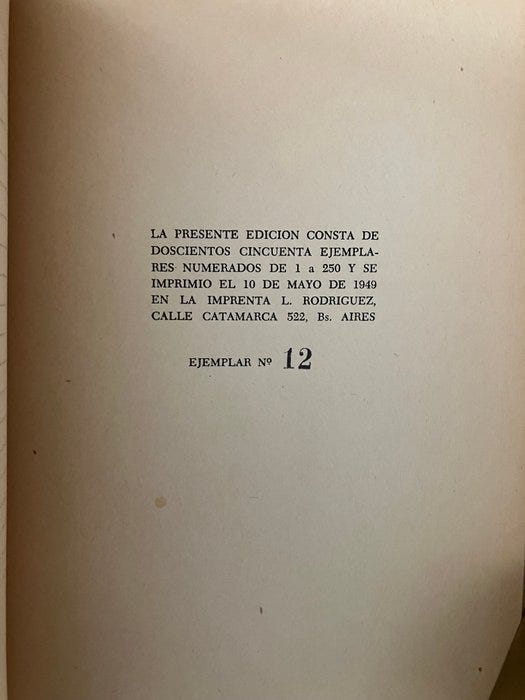 LA PRESENTE EDICION CONSTA DE
DOSCIENTOS CINCUENTA EJEMPLA-
RES NUMERADOS DE 1 a 250 Y SE
IMPRIMIO EL 10 DE MAYO DE 1949
EN LA IMPRENTA L. RODRIGUEZ,
CALLE CATAMARCA 522, Bs. AIRES
EJEMPLAR Nº 12